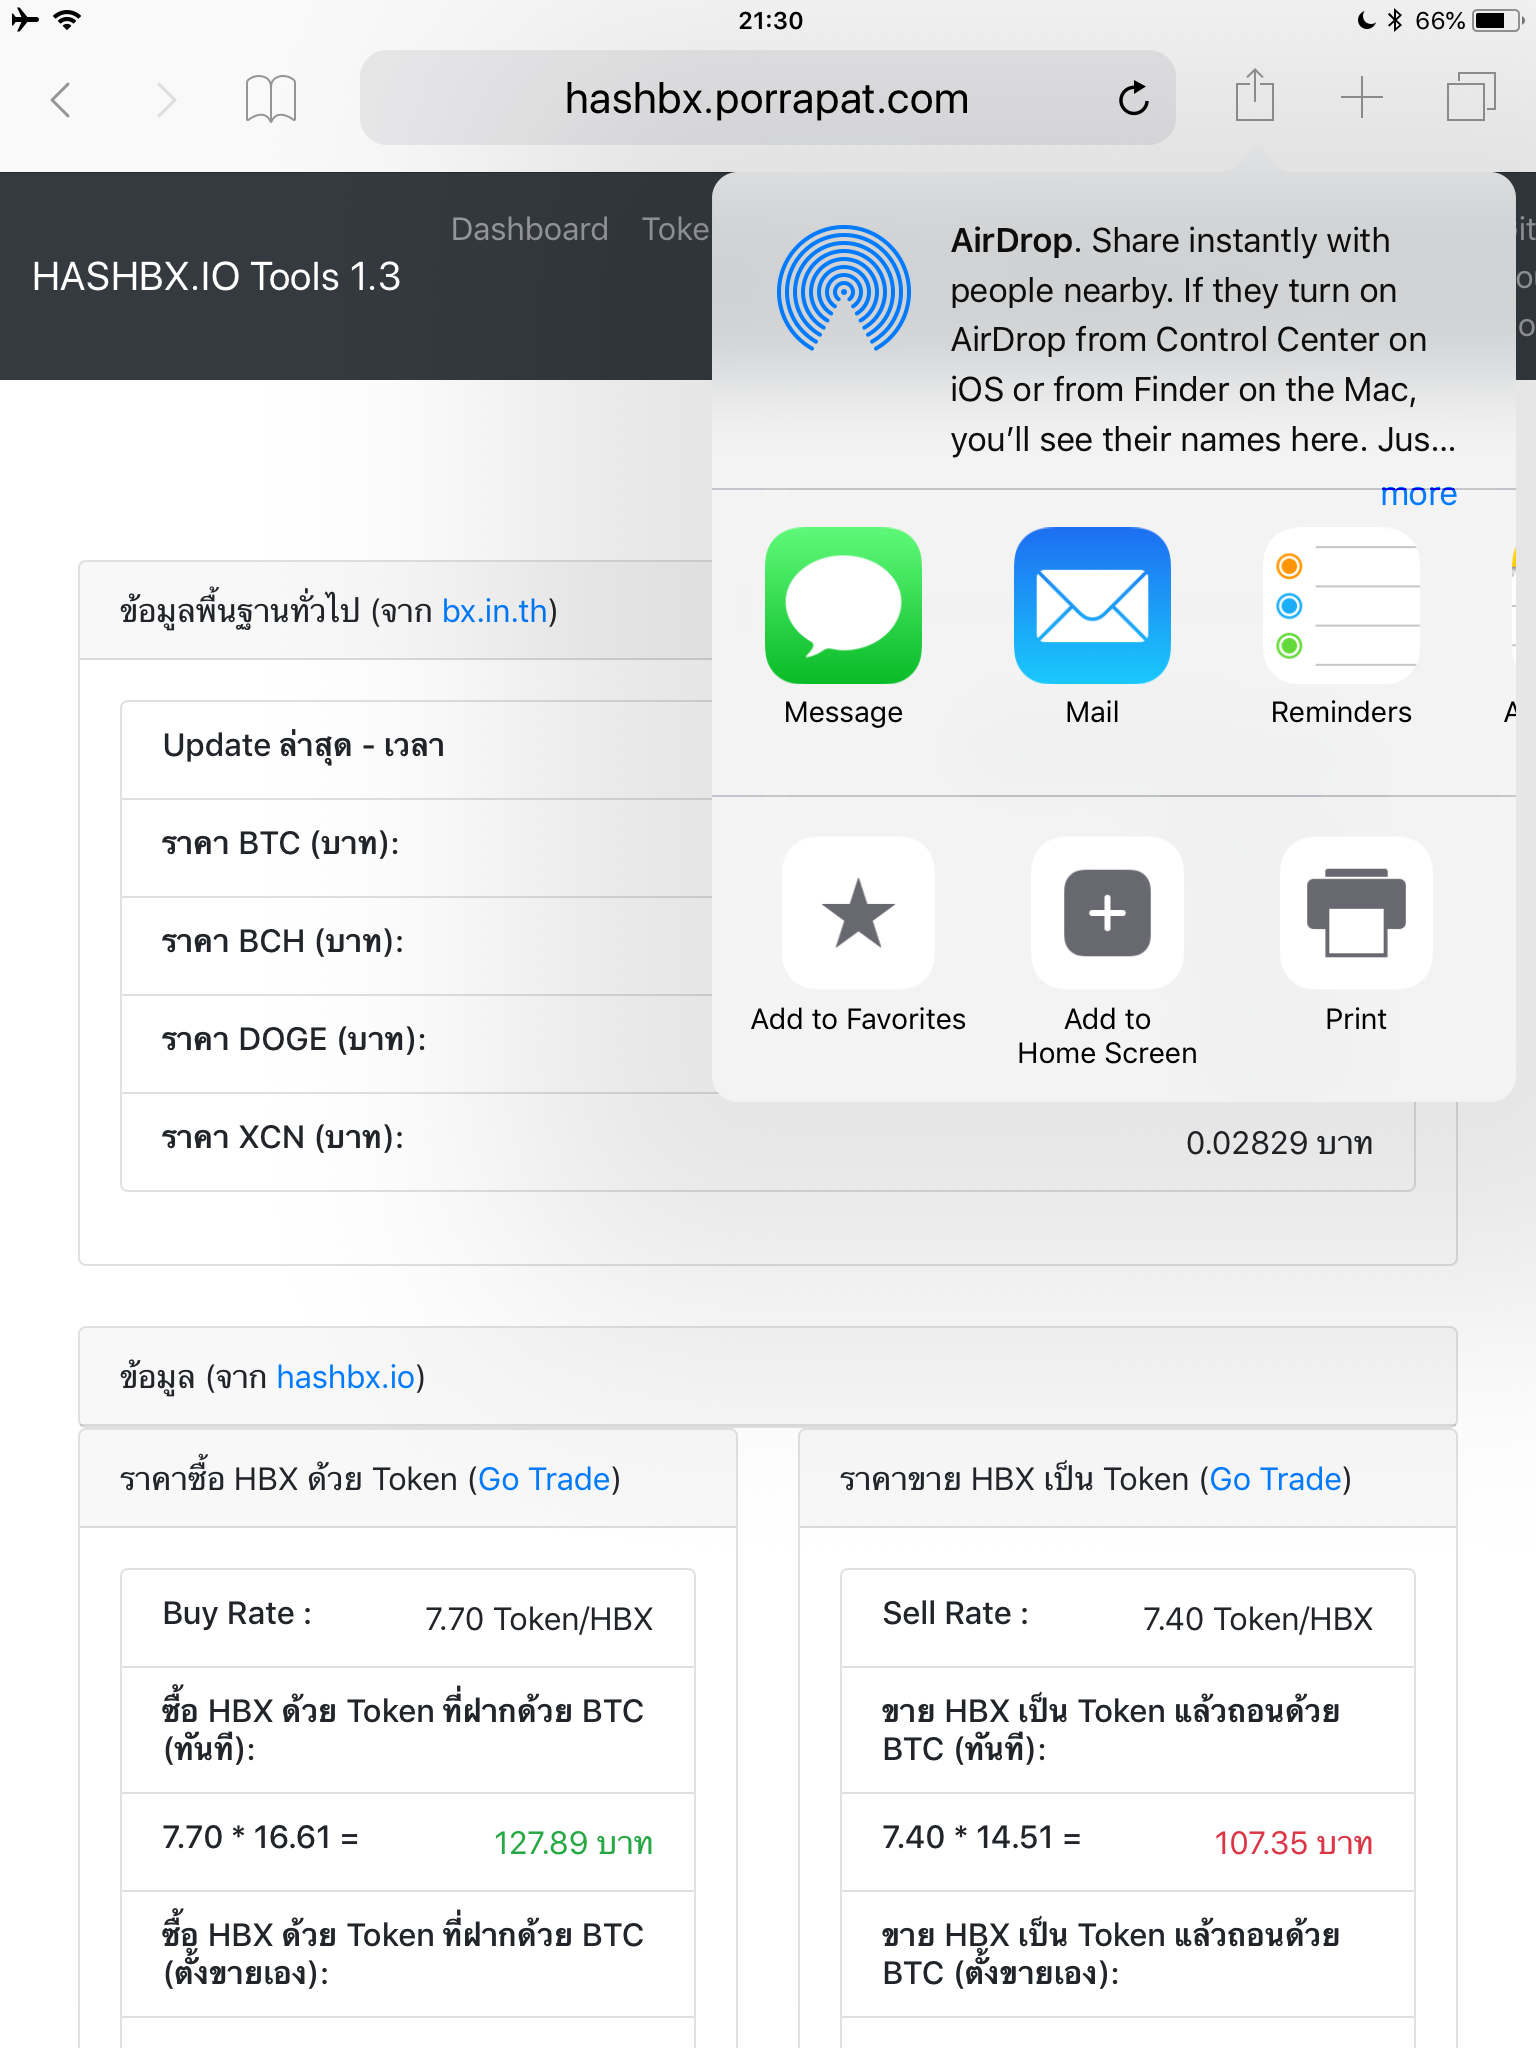 21:30
66%
hashbx.porrapat.com
Dashboard Toke
HASHBX.IO Tools 1.3
AirDrop. Share instantly with
people nearby. If they turn on
AirDrop from Control Center on
iOS or from Finder on the Mac,
you'll see their names here. Jus...
more
Message Mail Reminders
Add to Favorites
Add to
Home Screen
Print
ข้อมูลพื้นฐานทั่วไป (จาก bx.in.th)
Update ล่าสุด - เวลา
ราคา BTC (บาท):
ราคา BCH (บาท):
ราคา DOGE (บาท):
ราคา XCN (บาท): 0.02829 บาท
ข้อมูล (จาก hashbx.io)
ราคาซื้อ HBX ด้วย Token (Go Trade)
Buy Rate : 7.70 Token/HBX
ซื้อ HBX ด้วย Token ที่ฝากด้วย BTC
(ทันที):
7.70 * 16.61 = 127.89 บาท
ซื้อ HBX ด้วย Token ที่ฝากด้วย BTC
(ตั้งขายเอง):
ราคาขาย HBX เป็น Token (Go Trade)
Sell Rate : 7.40 Token/HBX
ขาย HBX เป็น Token แล้วถอนด้วย
BTC (ทันที):
7.40 * 14.51 = 107.35 บาท
ขาย HBX เป็น Token แล้วถอนด้วย
BTC (ตั้งขายเอง):